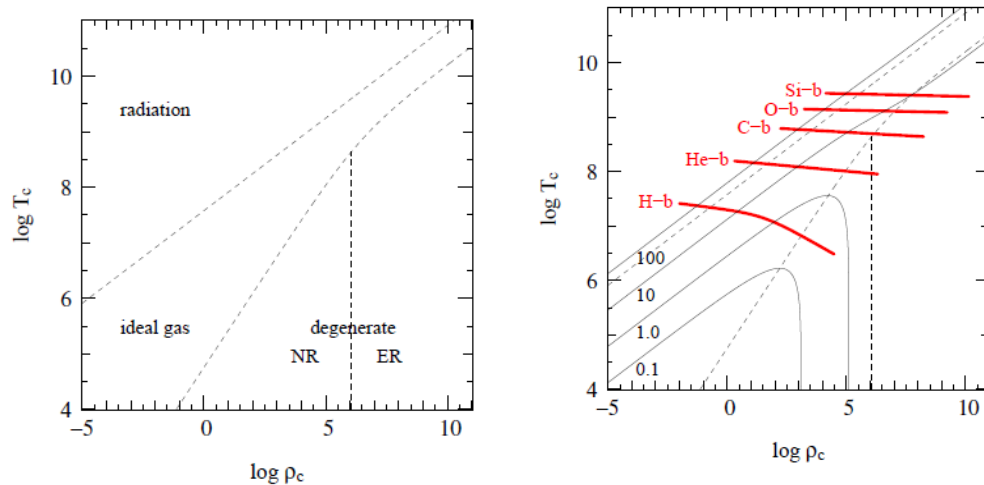 10
8
6
4
−5
0
5
10
log T_c
log ρ_c
radiation
ideal gas
degenerate
NR
ER
10
8
6
4
−5
0
5
10
log T_c
log ρ_c
Si−b
O−b
C−b
He−b
H−b
100
10
1.0
0.1